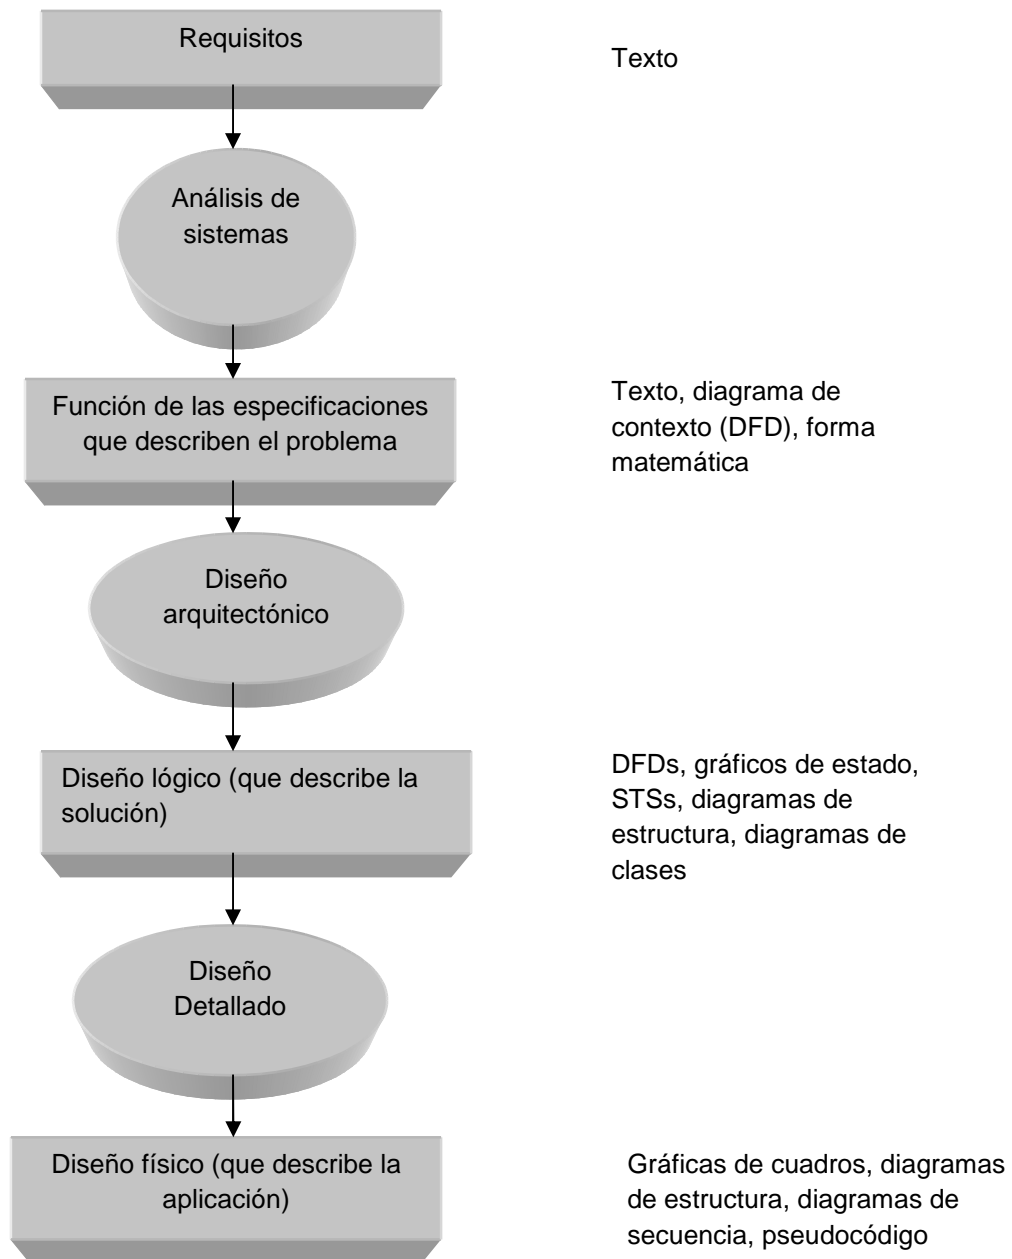 Requisitos
Texto
Análisis de
sistemas
Función de las especificaciones
que describen el problema
Texto, diagrama de
contexto (DFD), forma
matemática
Diseño
arquitectónico
Diseño lógico (que describe la
solución)
DFDs, gráficos de estado,
STSs, diagramas de
estructura, diagramas de
clases
Diseño
Detallado
Diseño físico (que describe la
aplicación)
Gráficas de cuadros, diagramas
de estructura, diagramas de
secuencia, pseudocódigo